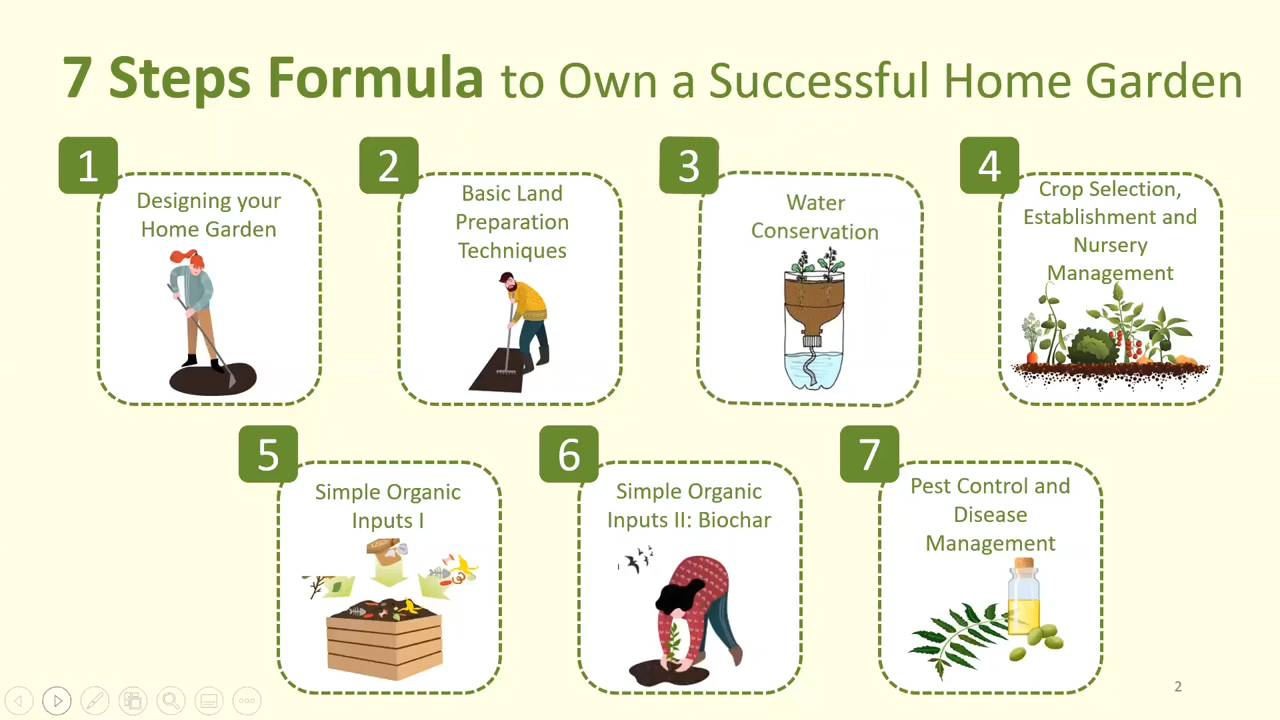 7 Steps Formula to Own a Successful Home Garden
1
Designing your
Home Garden
2
Basic Land
Preparation
Techniques
3
Water
Conservation
4
Crop Selection,
Establishment and
Nursery
Management
5
Simple Organic
Inputs I
6
Simple Organic
Inputs II: Biochar
7
Pest Control and
Disease
Management
2